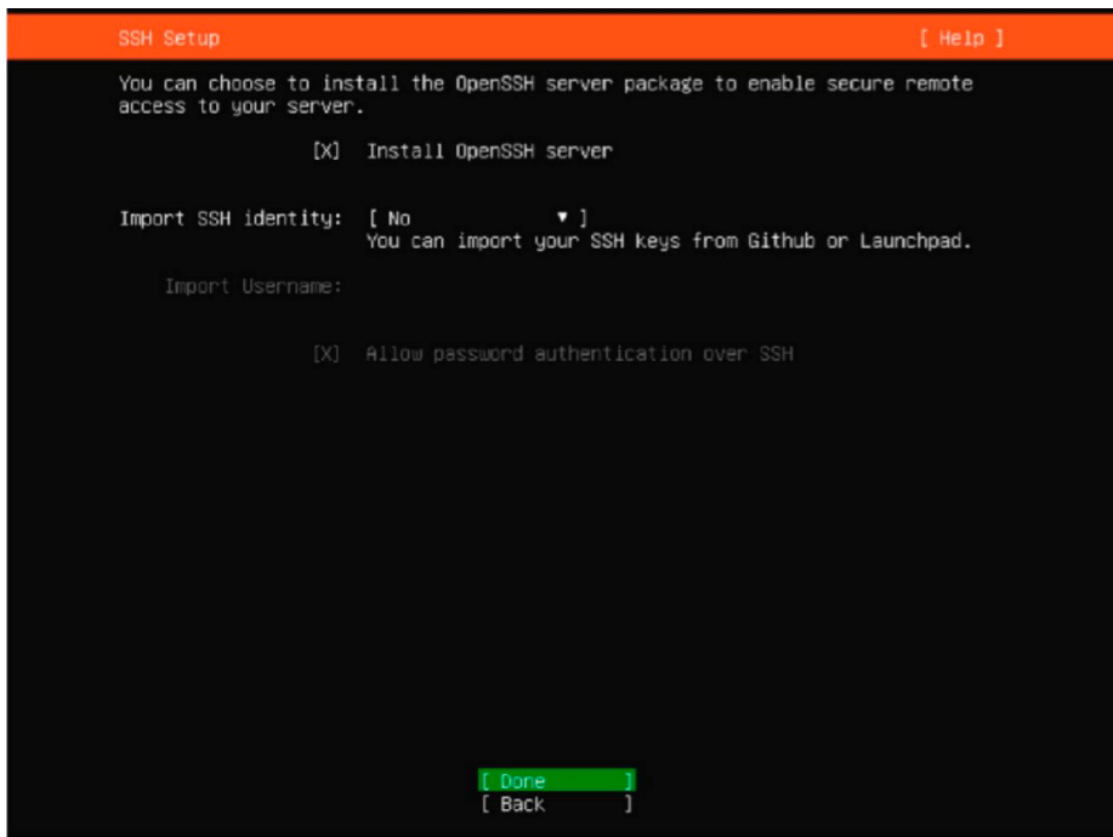 SSH Setup [ Help ]
You can choose to install the OpenSSH server package to enable secure remote
access to your server.
[X] Install OpenSSH server
Import SSH identity: [ No ▼ ]
You can import your SSH keys from Github or Launchpad.
Import Username:
[X] Allow password authentication over SSH
[ Done ]
[ Back ]